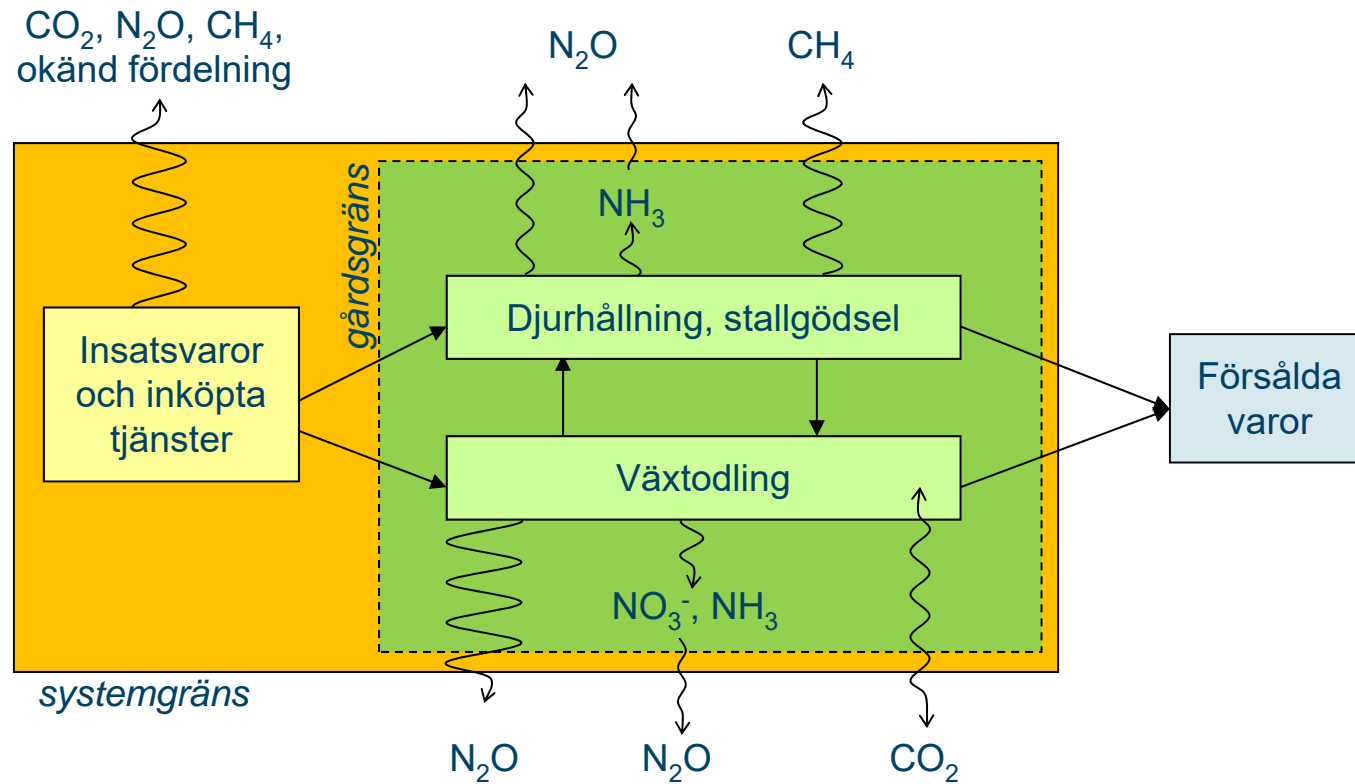 CO₂, N₂O, CH₄,
okänd fördelning
N₂O
CH₄
gårdsgräns
NH₃
Djurhållning, stallgödsel
Insatsvaror
och inköpta
tjänster
Försålda
varor
Växtodling
NO₃⁻, NH₃
systemgräns
N₂O
N₂O
CO₂